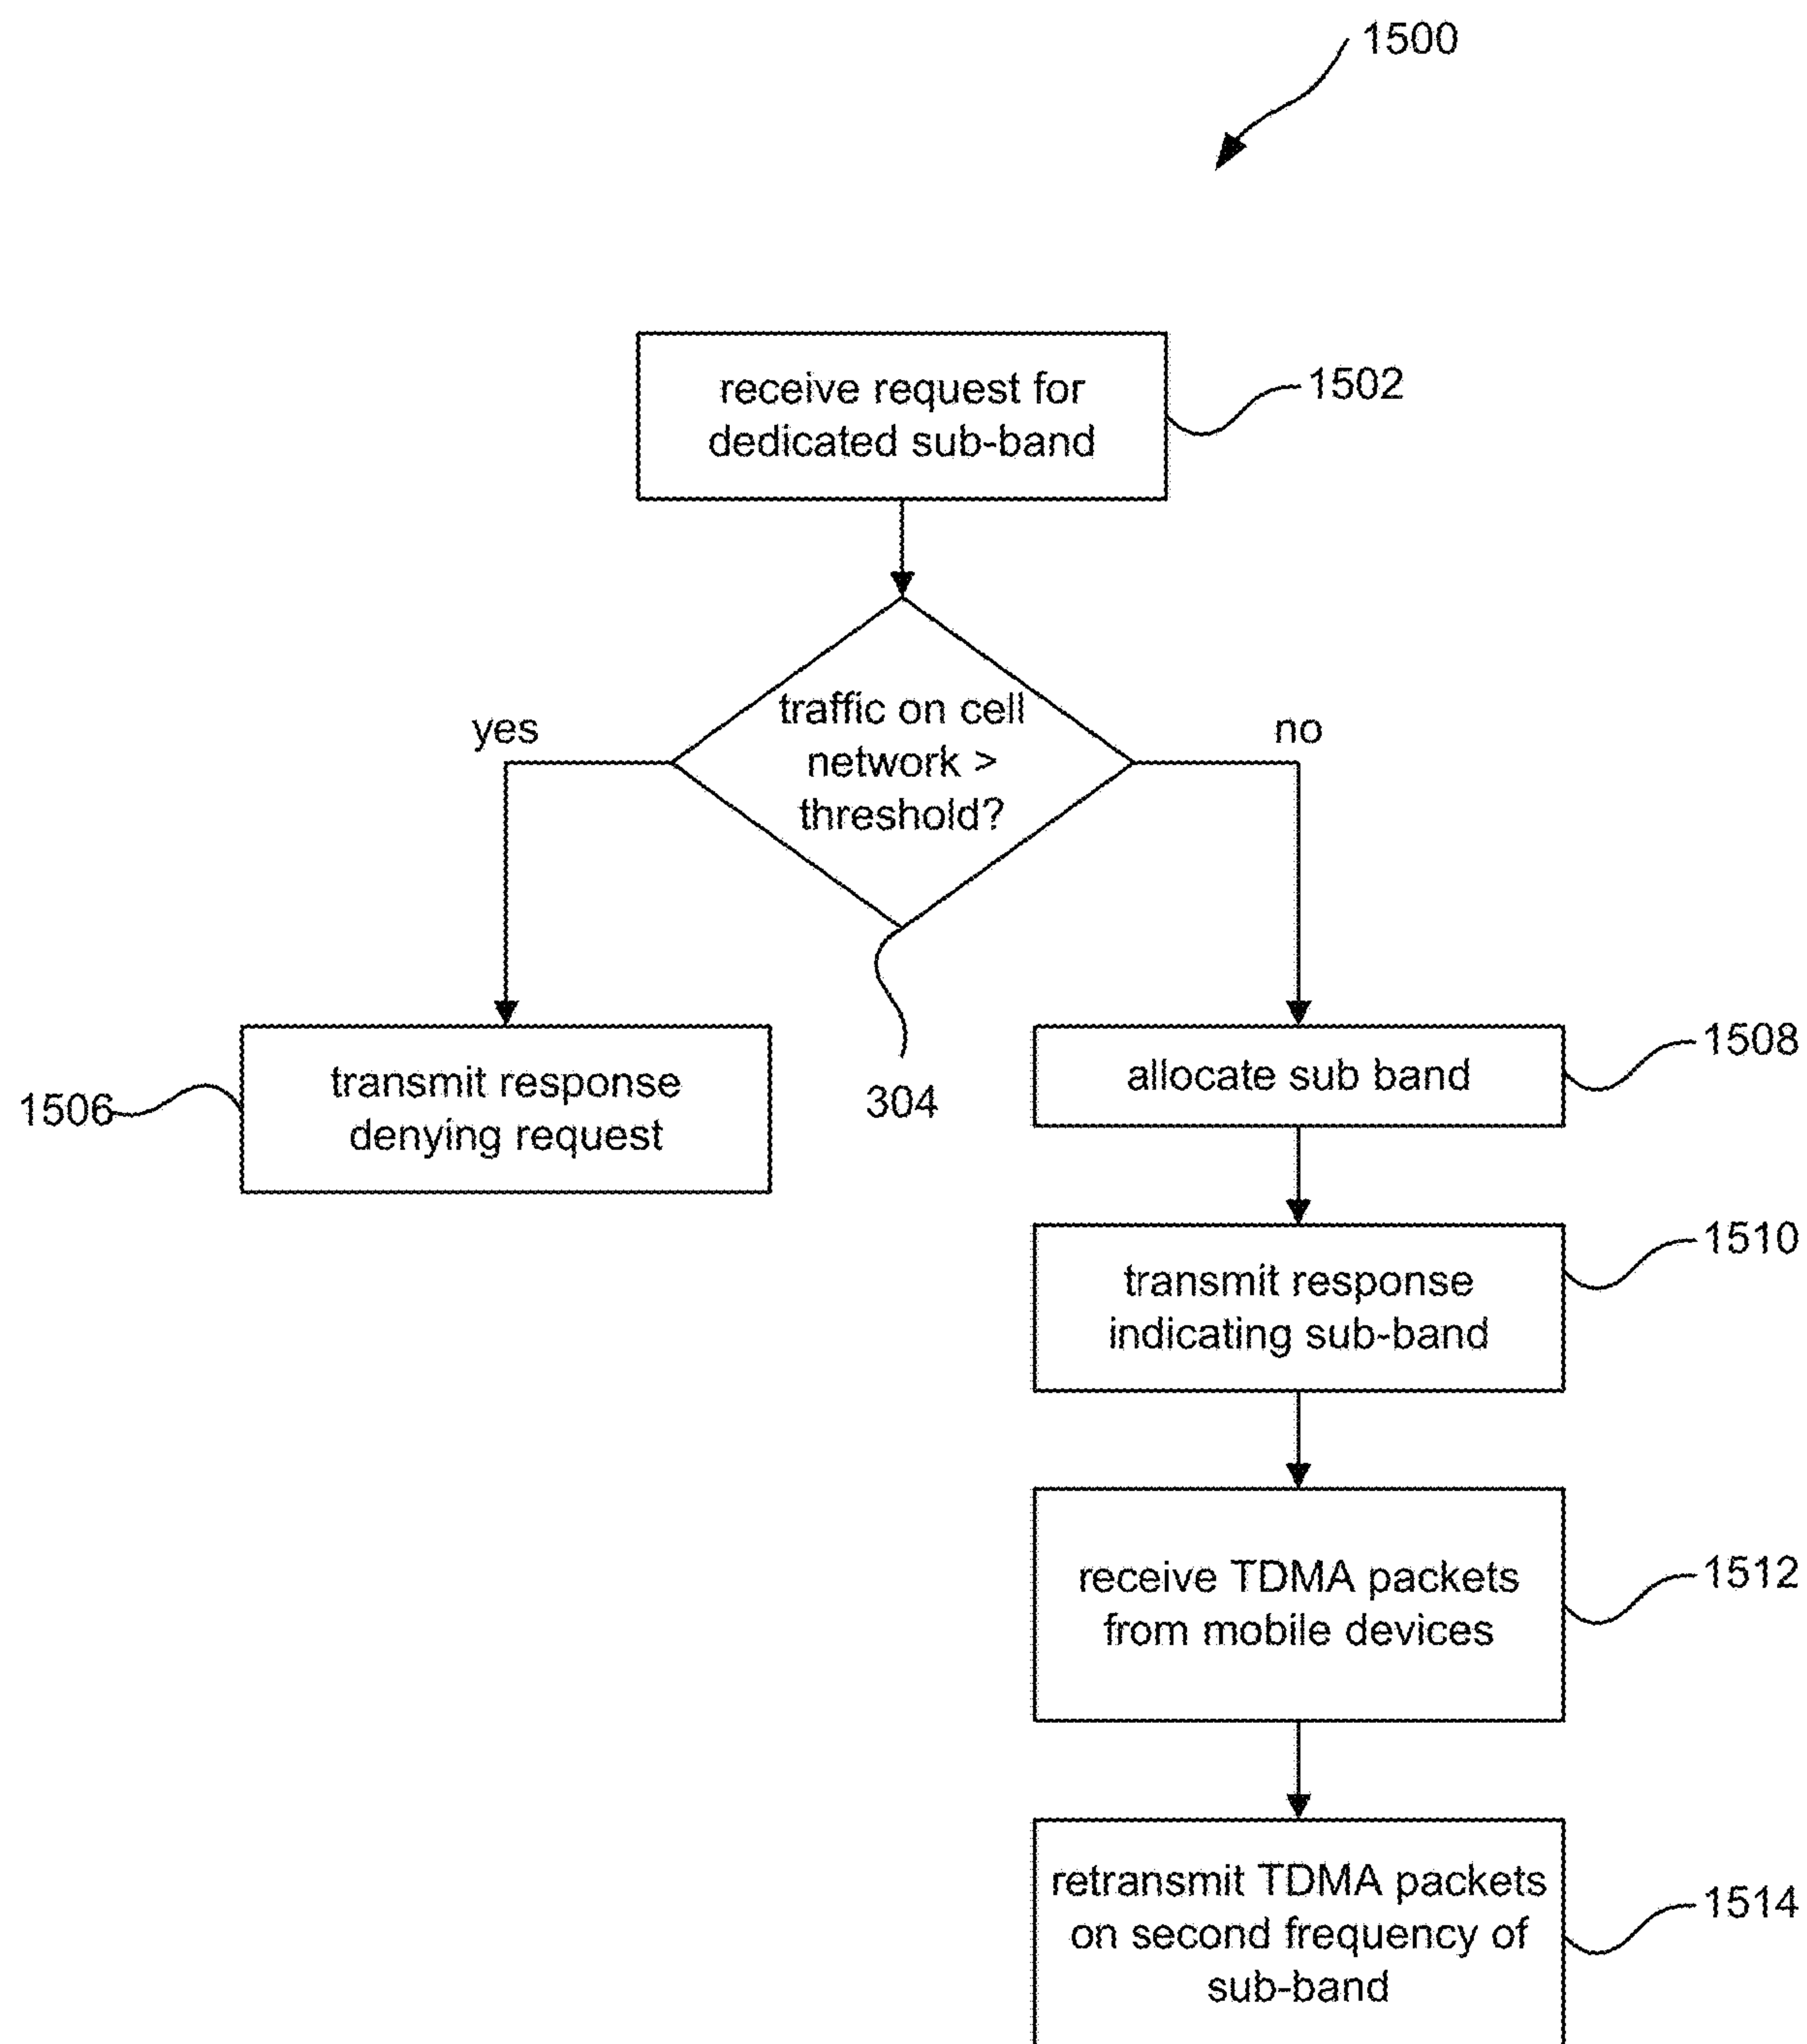 1500
receive request for
dedicated sub-band
1502
traffic on cell
network >
threshold?
yes
no
304
1506
transmit response
denying request
allocate sub band
1508
transmit response
indicating sub-band
1510
receive TDMA packets
from mobile devices
1512
retransmit TDMA packets
on second frequency of
sub-band
1514